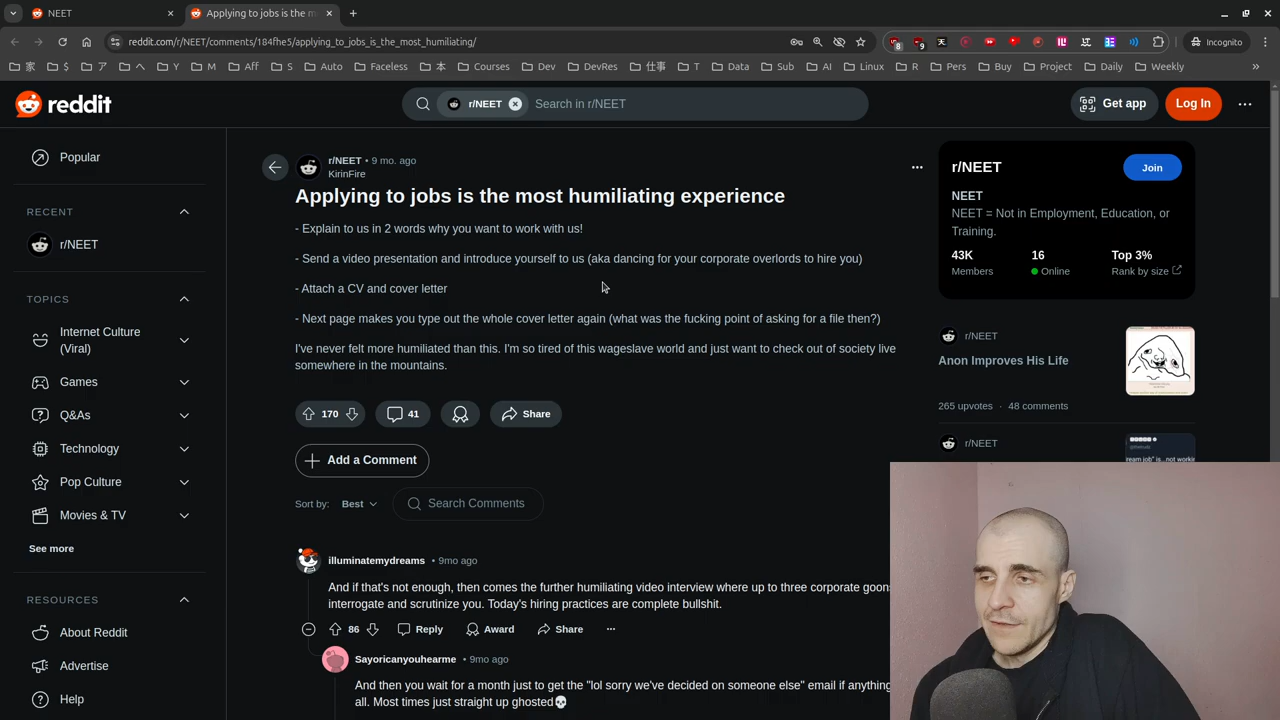 NEET
Applying to jobs is the m
reddit.com/r/NEET/comments/184fhe5/applying_to_jobs_is_the_most_humiliating/
8
9
Incognito
家
$
ア
へ
Y
M
Aff
S
Auto
Faceless
本
Courses
Dev
DevRes
仕事
T
Data
Sub
AI
Linux
R
Pers
Buy
Project
Daily
Weekly
reddit
r/NEET
Search in r/NEET
Get app
Log In
Popular
RECENT
r/NEET
TOPICS
Internet Culture
(Viral)
Games
Q&As
Technology
Pop Culture
Movies & TV
See more
RESOURCES
About Reddit
Advertise
Help
r/NEET • 9 mo. ago
KirinFire
Applying to jobs is the most humiliating experience
- Explain to us in 2 words why you want to work with us!
- Send a video presentation and introduce yourself to us (aka dancing for your corporate overlords to hire you)
- Attach a CV and cover letter
- Next page makes you type out the whole cover letter again (what was the fucking point of asking for a file then?)
I've never felt more humiliated than this. I'm so tired of this wageslave world and just want to check out of society live
somewhere in the mountains.
170
41
Share
Add a Comment
Sort by: Best
Search Comments
illuminatemydreams • 9mo ago
And if that's not enough, then comes the further humiliating video interview where up to three corporate goons
interrogate and scrutinize you. Today's hiring practices are complete bullshit.
86
Reply
Award
Share
Sayoricanyouhearme • 9mo ago
And then you wait for a month just to get the "lol sorry we've decided on someone else" email if anything
all. Most times just straight up ghosted💀
r/NEET
Join
NEET
NEET = Not in Employment, Education, or
Training.
43K
16
Top 3%
Members
Online
Rank by size
r/NEET
Anon Improves His Life
265 upvotes • 48 comments
r/NEET